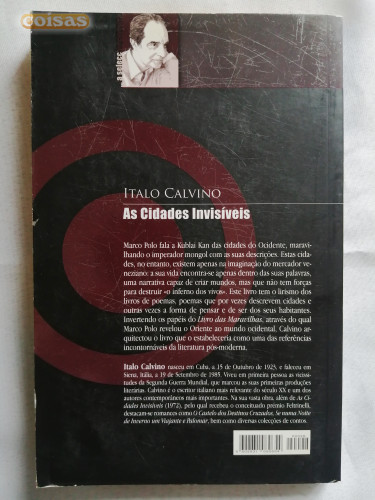 coisas
ITALO CALVINO
As Cidades Invisíveis
Marco Polo fala a Kublai Kan das cidades do Ocidente, maravi-
lhando o imperador mongol com as suas descrições. Estas cida-
des, no entanto, existem apenas na imaginação do mercador vene-
ziano: a sua vida encontra-se apenas dentro das suas palavras,
uma narrativa capaz de criar mundos, mas que não tem forças
para destruir «o inferno dos vivos». Este livro tem o lirismo dos
livros de poemas, poemas que por vezes descrevem cidades e
outras vezes a forma de pensar e de ser dos seus habitantes.
Invertendo os papéis do Livro das Maravilhas, através do qual
Marco Polo revelou o Oriente ao mundo ocidental, Calvino ar-
quitectou o livro que o estabeleceria como uma das referências
incontornáveis da literatura pós-moderna.
Italo Calvino nasceu em Cuba, a 15 de Outubro de 1923, e faleceu em
Siena, Itália, a 19 de Setembro de 1985. Viveu em primeira pessoa as vicissi-
tudes da Segunda Guerra Mundial, que marcou as suas primeiras produções
literárias. Calvino é o escritor italiano mais relevante do século XX e um dos
autores contemporâneos mais importantes. Na sua vasta obra, além de As Ci-
dades Invisíveis (1972), pelo qual recebeu o conceituado prémio Feltrinelli,
destacam-se romances como O Castelo dos Destinos Cruzados, Se numa Noite
de Inverno um Viajante e Palomar, bem como diversas colecções de contos.